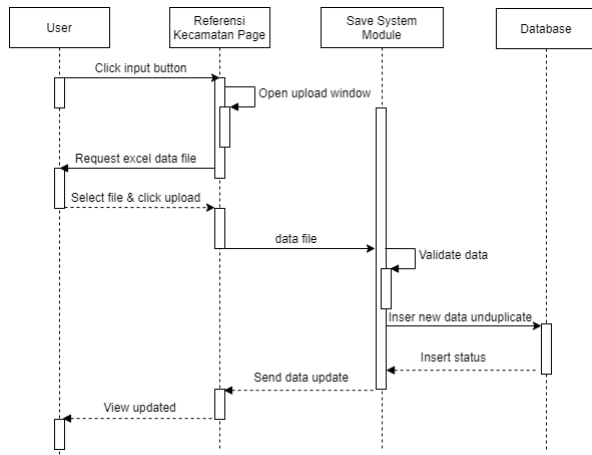 User
Referensi
Kecamatan Page
Save System
Module
Database
Click input button
Open upload window
Request excel data file
Select file & click upload
data file
Validate data
Inser new data unduplicate
Insert status
Send data update
View updated